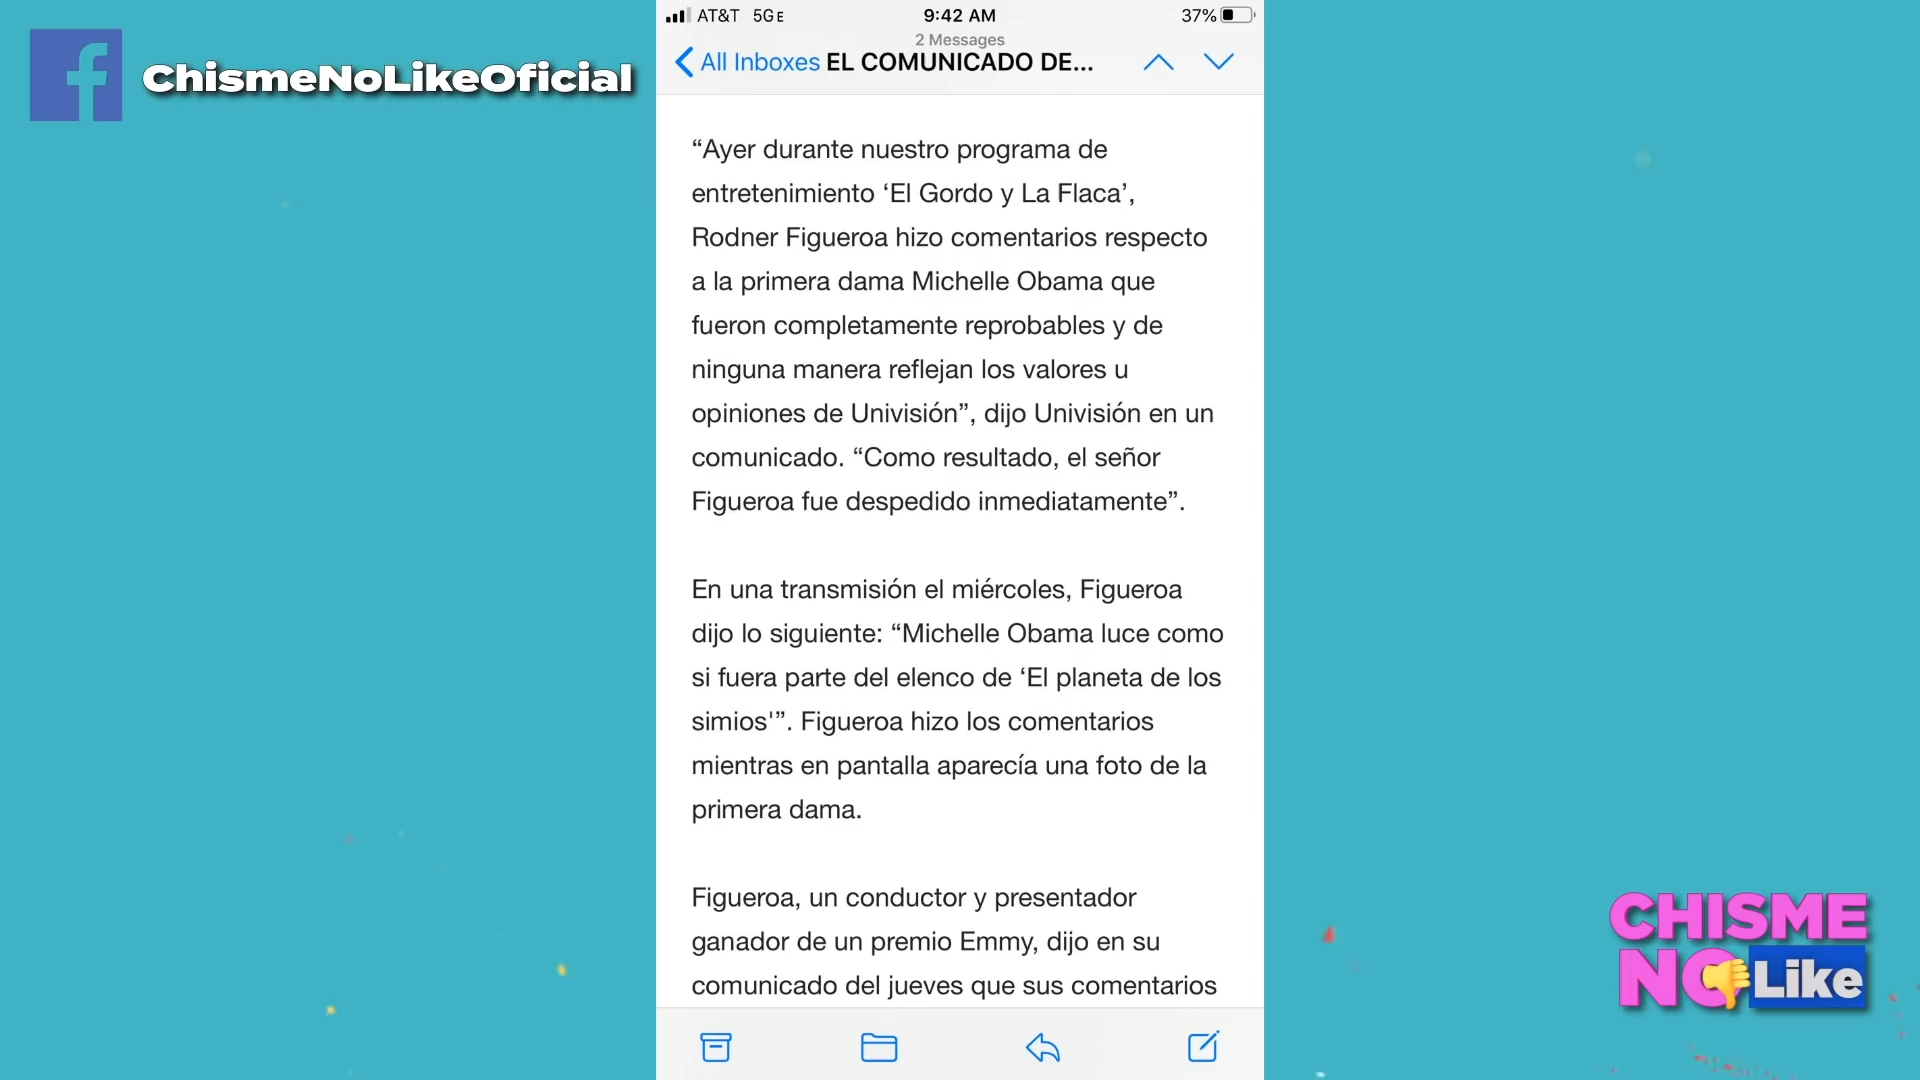 ChismeNoLikeOficial
AT&T 5GE 9:42 AM 37%
2 Messages
All Inboxes EL COMUNICADO DE...
“Ayer durante nuestro programa de
entretenimiento ‘El Gordo y La Flaca’,
Rodner Figueroa hizo comentarios respecto
a la primera dama Michelle Obama que
fueron completamente reprobables y de
ninguna manera reflejan los valores u
opiniones de Univisión”, dijo Univisión en un
comunicado. “Como resultado, el señor
Figueroa fue despedido inmediatamente”.
En una transmisión el miércoles, Figueroa
dijo lo siguiente: “Michelle Obama luce como
si fuera parte del elenco de ‘El planeta de los
simios'”. Figueroa hizo los comentarios
mientras en pantalla aparecía una foto de la
primera dama.
Figueroa, un conductor y presentador
ganador de un premio Emmy, dijo en su
comunicado del jueves que sus comentarios
CHISME
NO Like